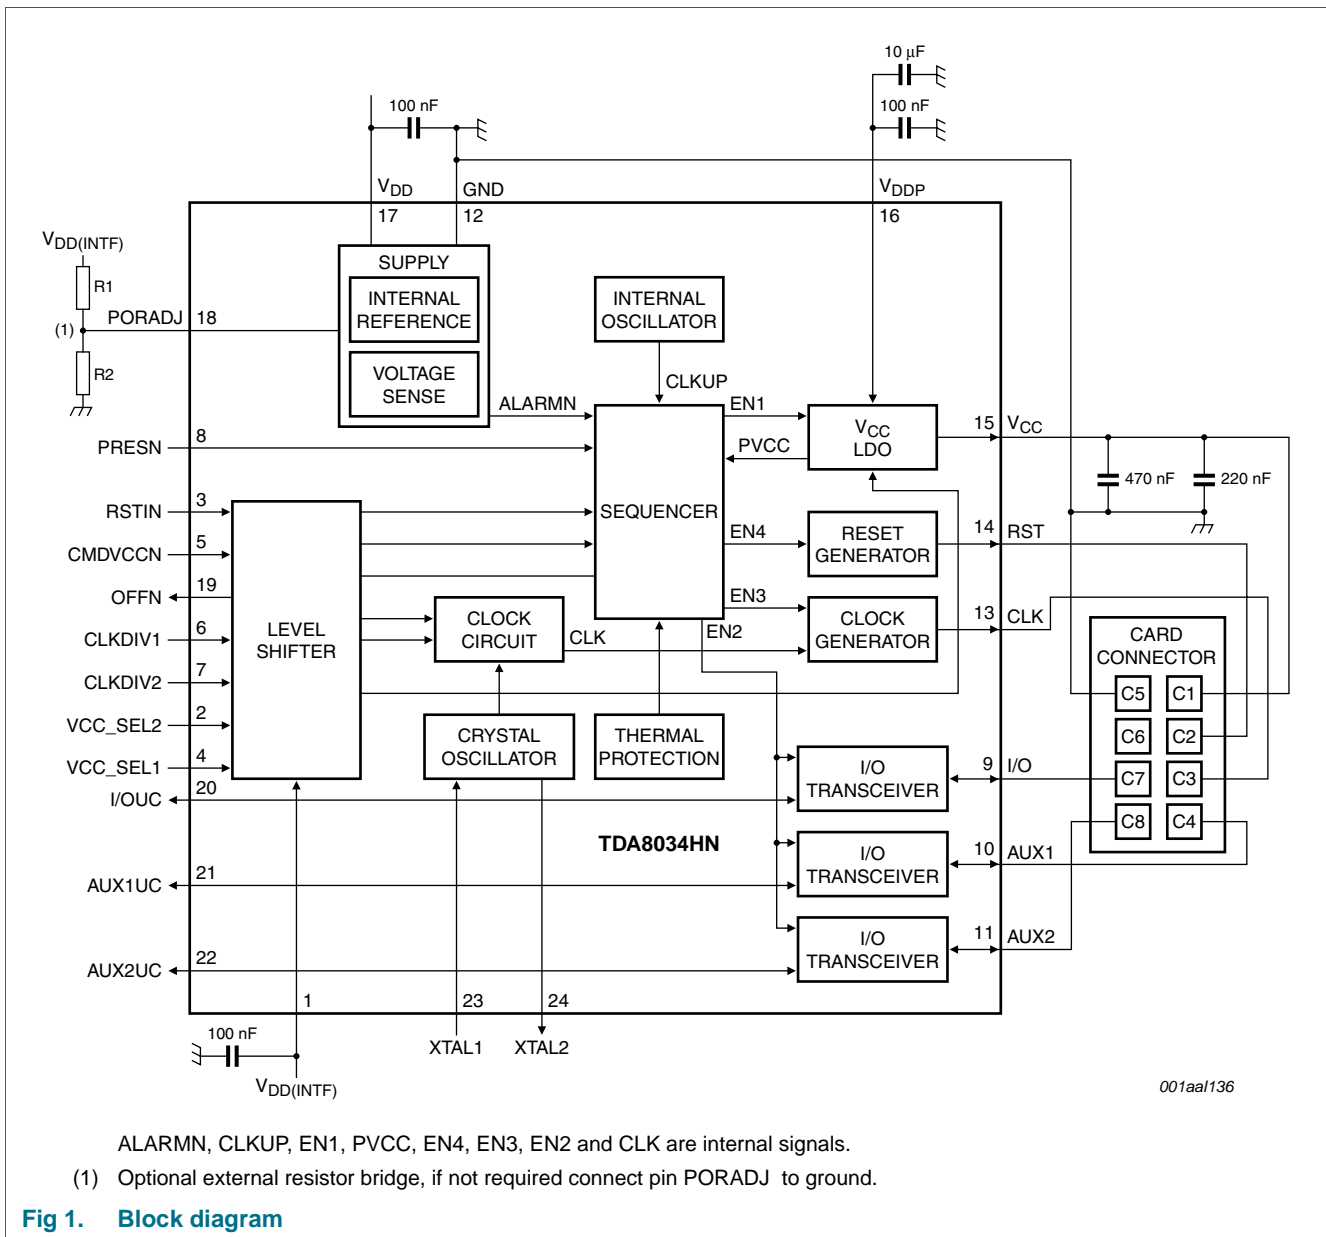 10 μF
100 nF
100 nF
VDD
GND
VDDP
17
12
16
VDD(INTF)
R1
PORADJ
18
(1)
R2
SUPPLY
INTERNAL
REFERENCE
VOLTAGE
SENSE
INTERNAL
OSCILLATOR
CLKUP
ALARMN
EN1
VCC
LDO
PVCC
15
VCC
470 nF
220 nF
8
PRESN
3
RSTIN
5
CMDVCCN
19
OFFN
6
CLKDIV1
7
CLKDIV2
2
VCC_SEL2
4
VCC_SEL1
20
I/OUC
21
AUX1UC
22
AUX2UC
LEVEL
SHIFTER
SEQUENCER
EN4
RESET
GENERATOR
14
RST
EN3
CLOCK
GENERATOR
13
CLK
EN2
CLOCK
CIRCUIT
CLK
CRYSTAL
OSCILLATOR
THERMAL
PROTECTION
CARD
CONNECTOR
C5
C1
C6
C2
C7
C3
C8
C4
I/O
TRANSCEIVER
9
I/O
TDA8034HN
I/O
TRANSCEIVER
10
AUX1
I/O
TRANSCEIVER
11
AUX2
1
23
24
100 nF
VDD(INTF)
XTAL1
XTAL2
001aal136
ALARMN, CLKUP, EN1, PVCC, EN4, EN3, EN2 and CLK are internal signals.
(1) Optional external resistor bridge, if not required connect pin PORADJ to ground.
Fig 1. Block diagram